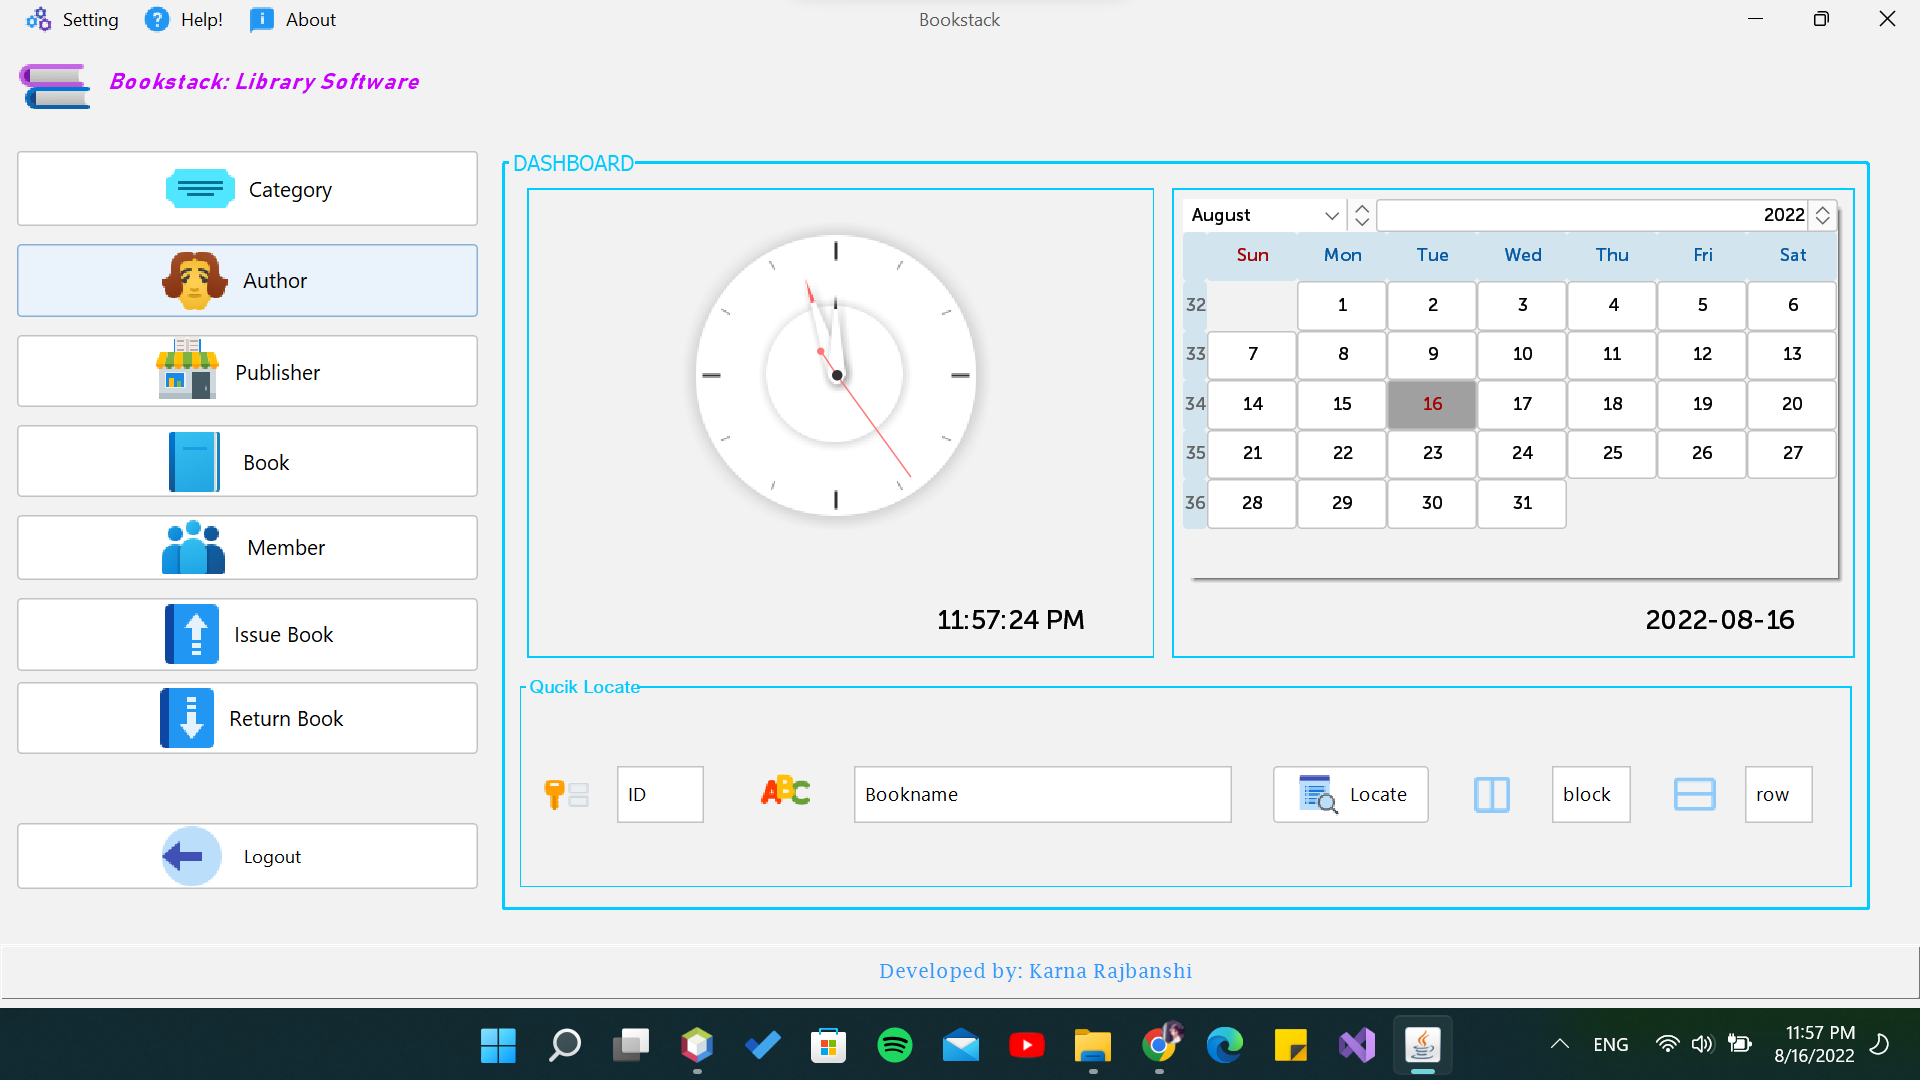 Setting Help! About Bookstack
Bookstack: Library Software
Category
Author
Publisher
Book
Member
Issue Book
Return Book
Logout
DASHBOARD
11:57:24 PM
August 2022
Sun Mon Tue Wed Thu Fri Sat
32 1 2 3 4 5 6
33 7 8 9 10 11 12 13
34 14 15 16 17 18 19 20
35 21 22 23 24 25 26 27
36 28 29 30 31
2022-08-16
Qucik Locate
ID ABC Bookname Locate block row
Developed by: Karna Rajbanshi
ENG 11:57 PM
8/16/2022